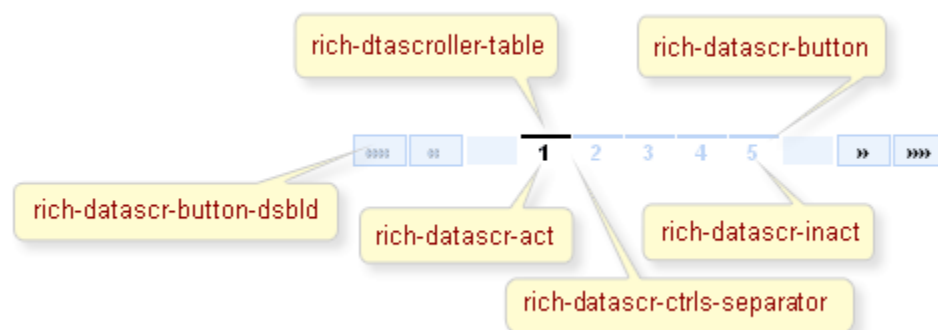 rich-dtascroller-table
rich-datascr-button
«« « 1 2 3 4 5 » »»
rich-datascr-button-dsbld
rich-datascr-act
rich-datascr-inact
rich-datascr-ctrls-separator